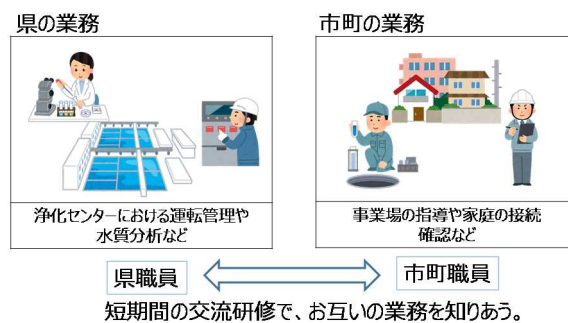 県の業務
市町の業務
浄化センターにおける運転管理や
水質分析など
事業場の指導や家庭の接続
確認など
県職員
市町職員
短期間の交流研修で、お互いの業務を知りあう。